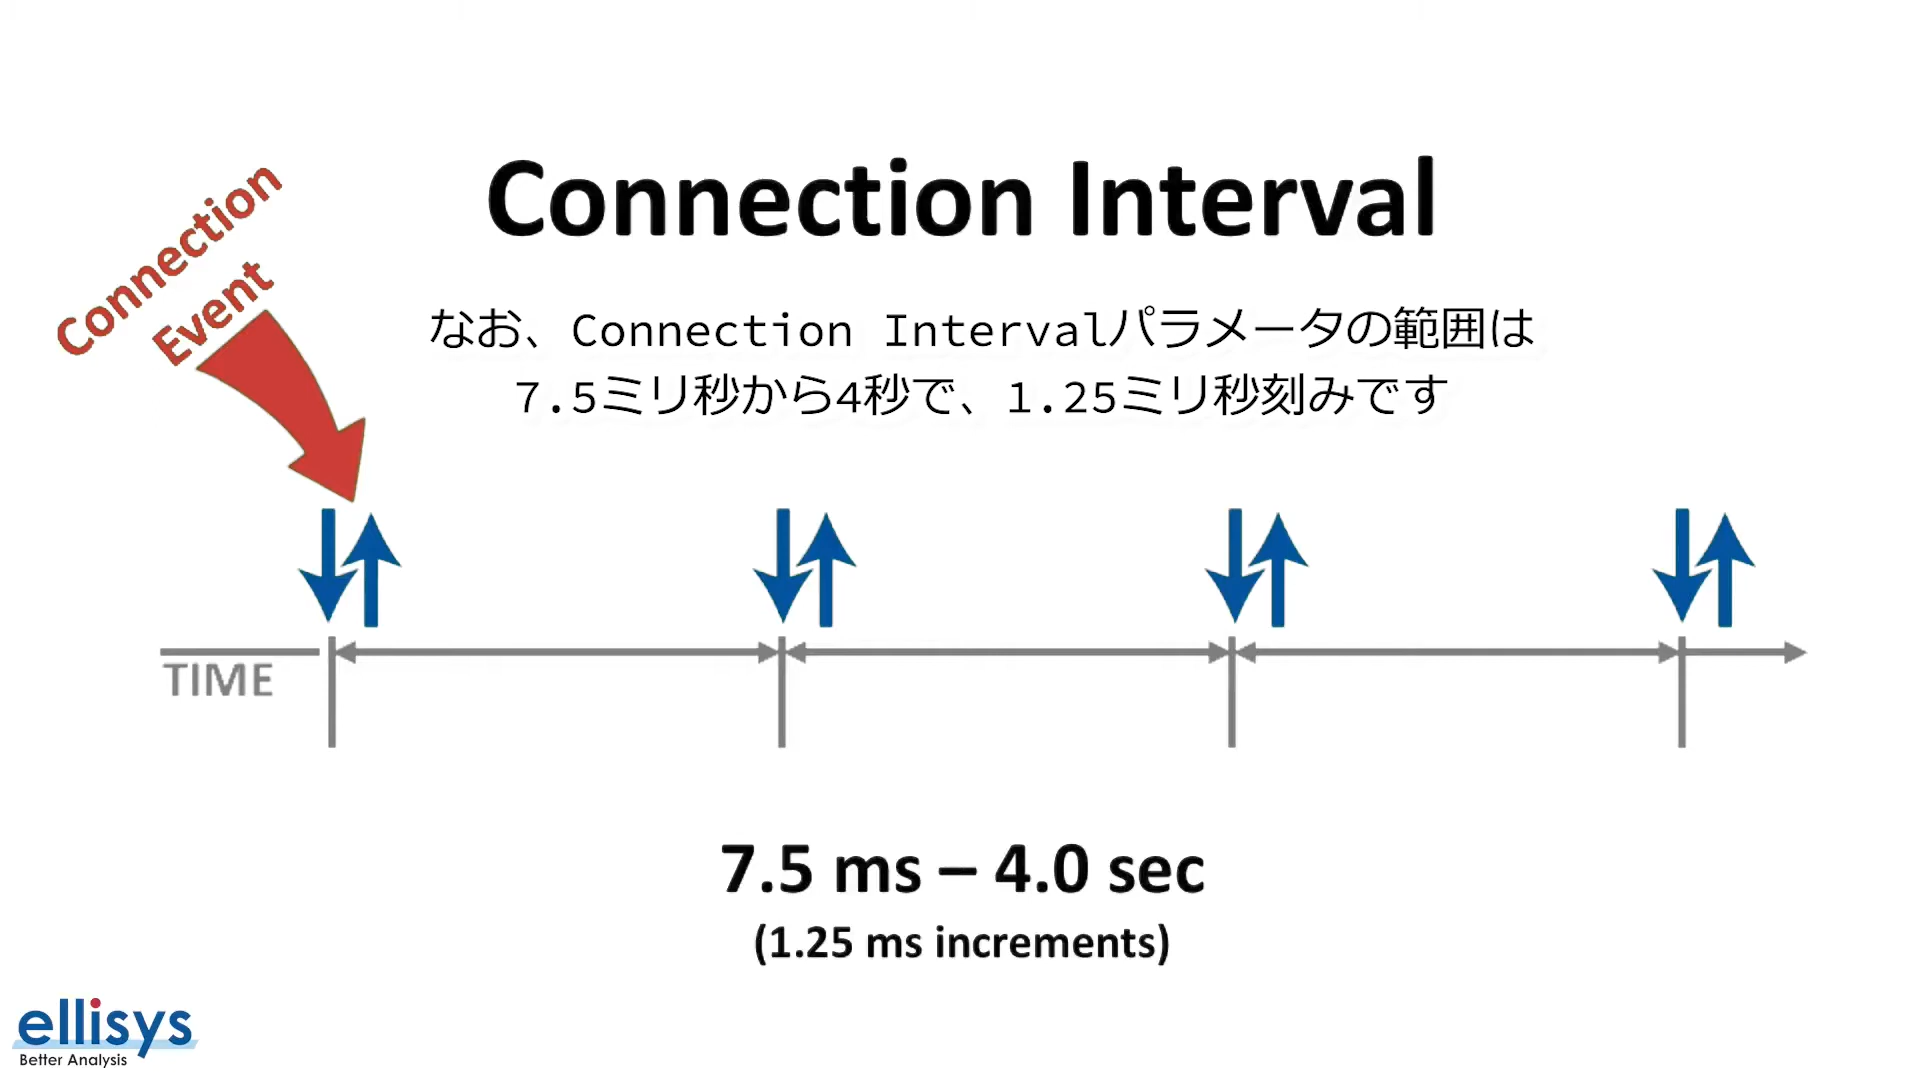 Connection Interval
Connection
Event
なお、Connection Intervalパラメータの範囲は
7.5ミリ秒から4秒で、1.25ミリ秒刻みです
TIME
7.5 ms – 4.0 sec
(1.25 ms increments)
ellisys
Better Analysis